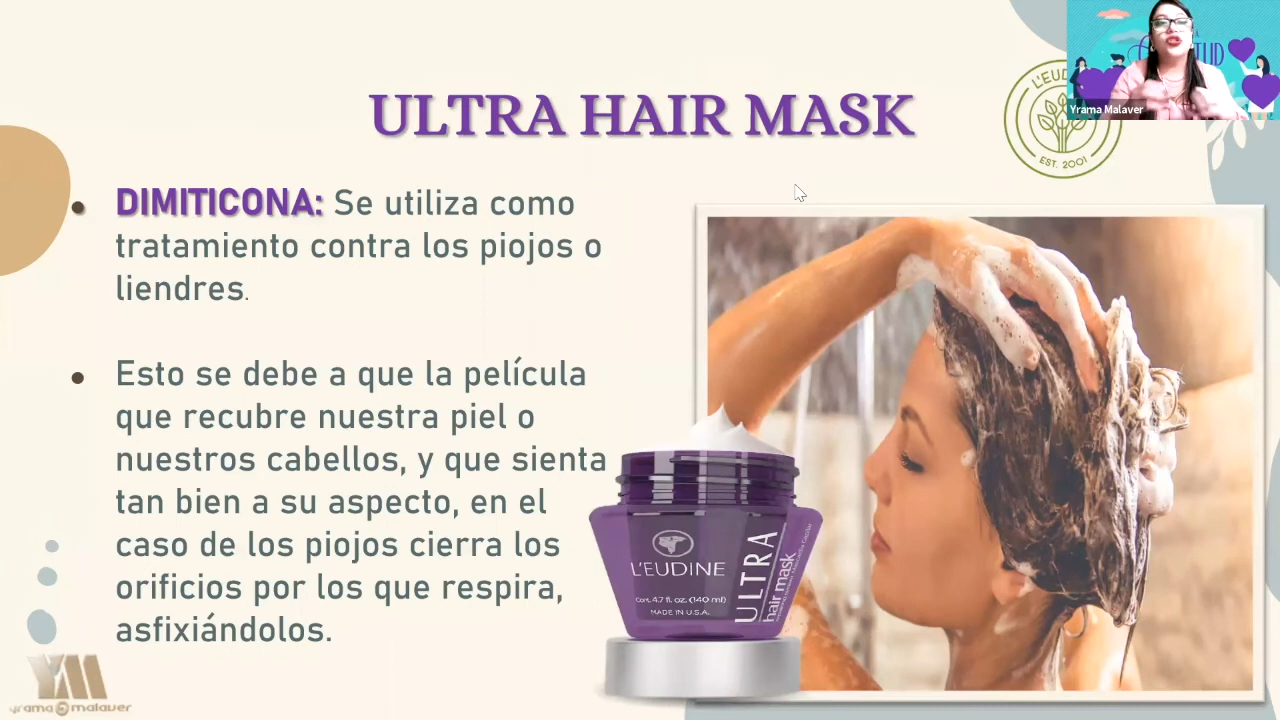 ULTRA HAIR MASK
DIMITICONA: Se utiliza como
tratamiento contra los piojos o
liendres.
Esto se debe a que la película
que recubre nuestra piel o
nuestros cabellos, y que sienta
tan bien a su aspecto, en el
caso de los piojos cierra los
orificios por los que respira,
asfixiándolos.
L'EUDINE
Cont. 4.7 fl. oz. (140 ml)
MADE IN U.S.A.
ULTRA
hair mask
EST. 2001
Yrama Malaver
YM
yrama malaver